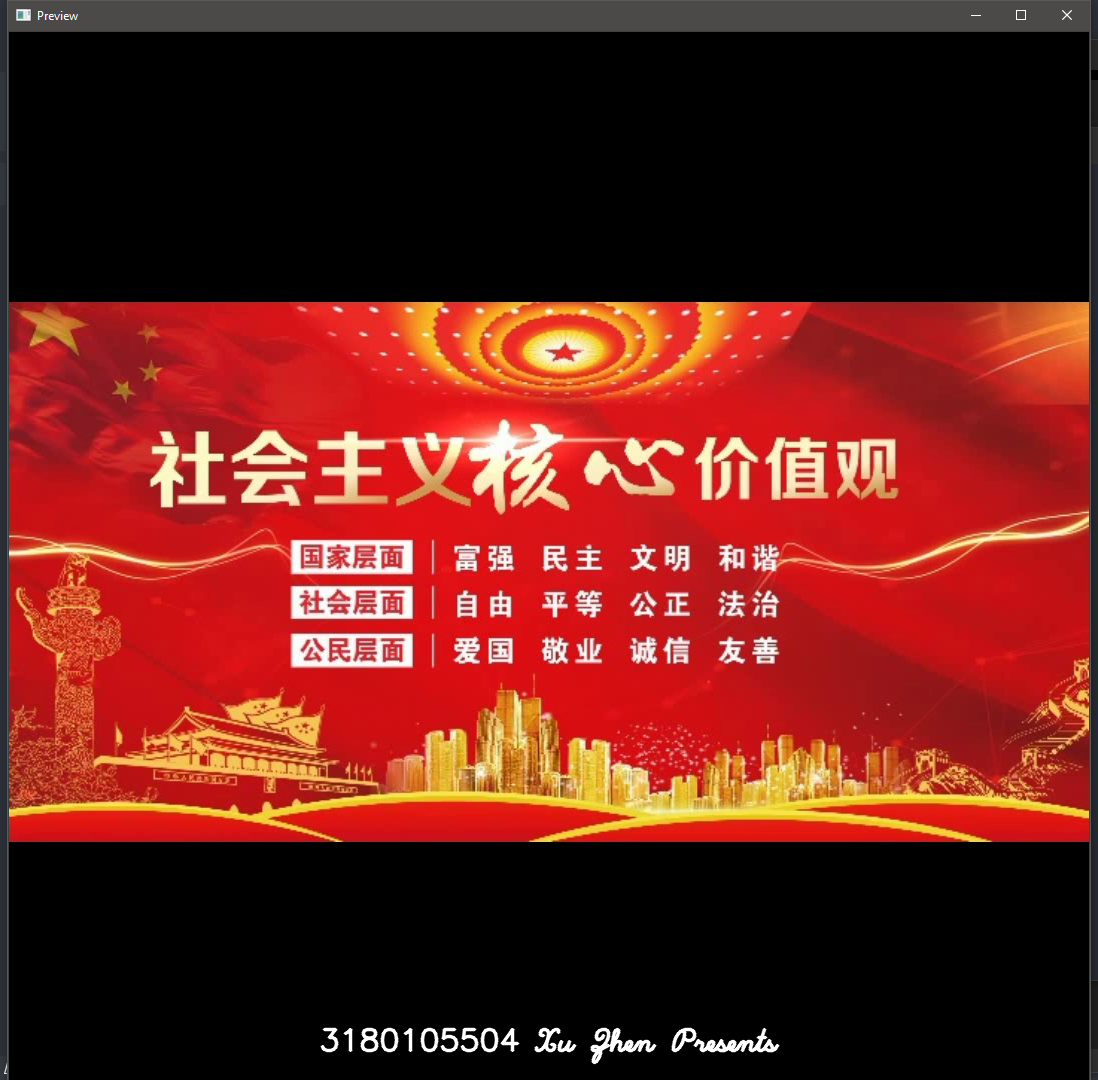 Preview
社会主义核心价值观
国家层面 | 富强 民主 文明 和谐
社会层面 | 自由 平等 公正 法治
公民层面 | 爱国 敬业 诚信 友善
3180105504 Xu Zhen Presents